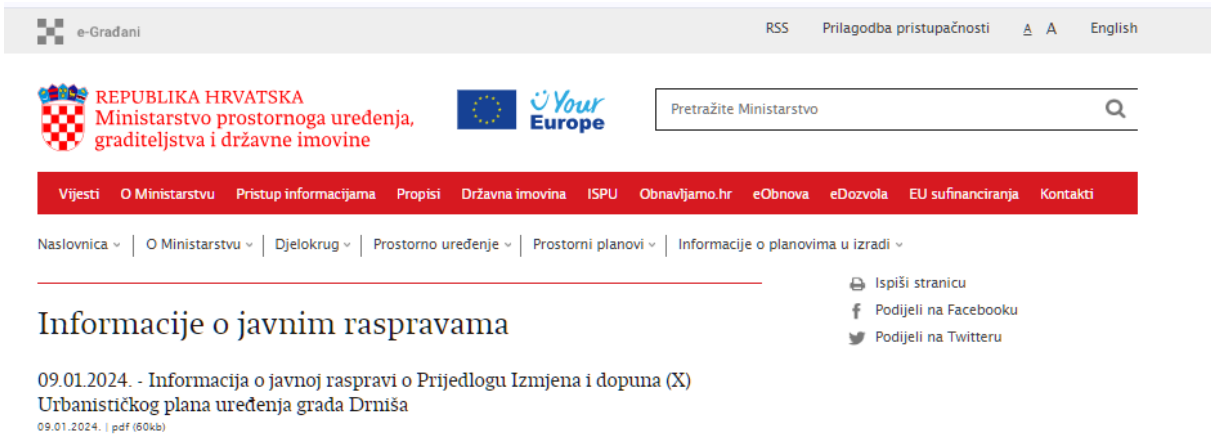 e-Građani
RSS Prilagodba pristupačnosti A A English
REPUBLIKA HRVATSKA
Ministarstvo prostornoga uređenja,
graditeljstva i državne imovine
Your
Europe
Pretražite Ministarstvo
Vijesti O Ministarstvu Pristup informacijama Propisi Državna imovina ISPU Obnavljamo.hr eObnova eDozvola EU sufinanciranja Kontakti
Naslovnica | O Ministarstvu | Djelokrug | Prostorno uređenje | Prostorni planovi | Informacije o planovima u izradi
Ispiši stranicu
Podijeli na Facebooku
Podijeli na Twitteru
Informacije o javnim raspravama
09.01.2024. - Informacija o javnoj raspravi o Prijedlogu Izmjena i dopuna (X)
Urbanističkog plana uređenja grada Drniša
09.01.2024. | pdf (60kb)